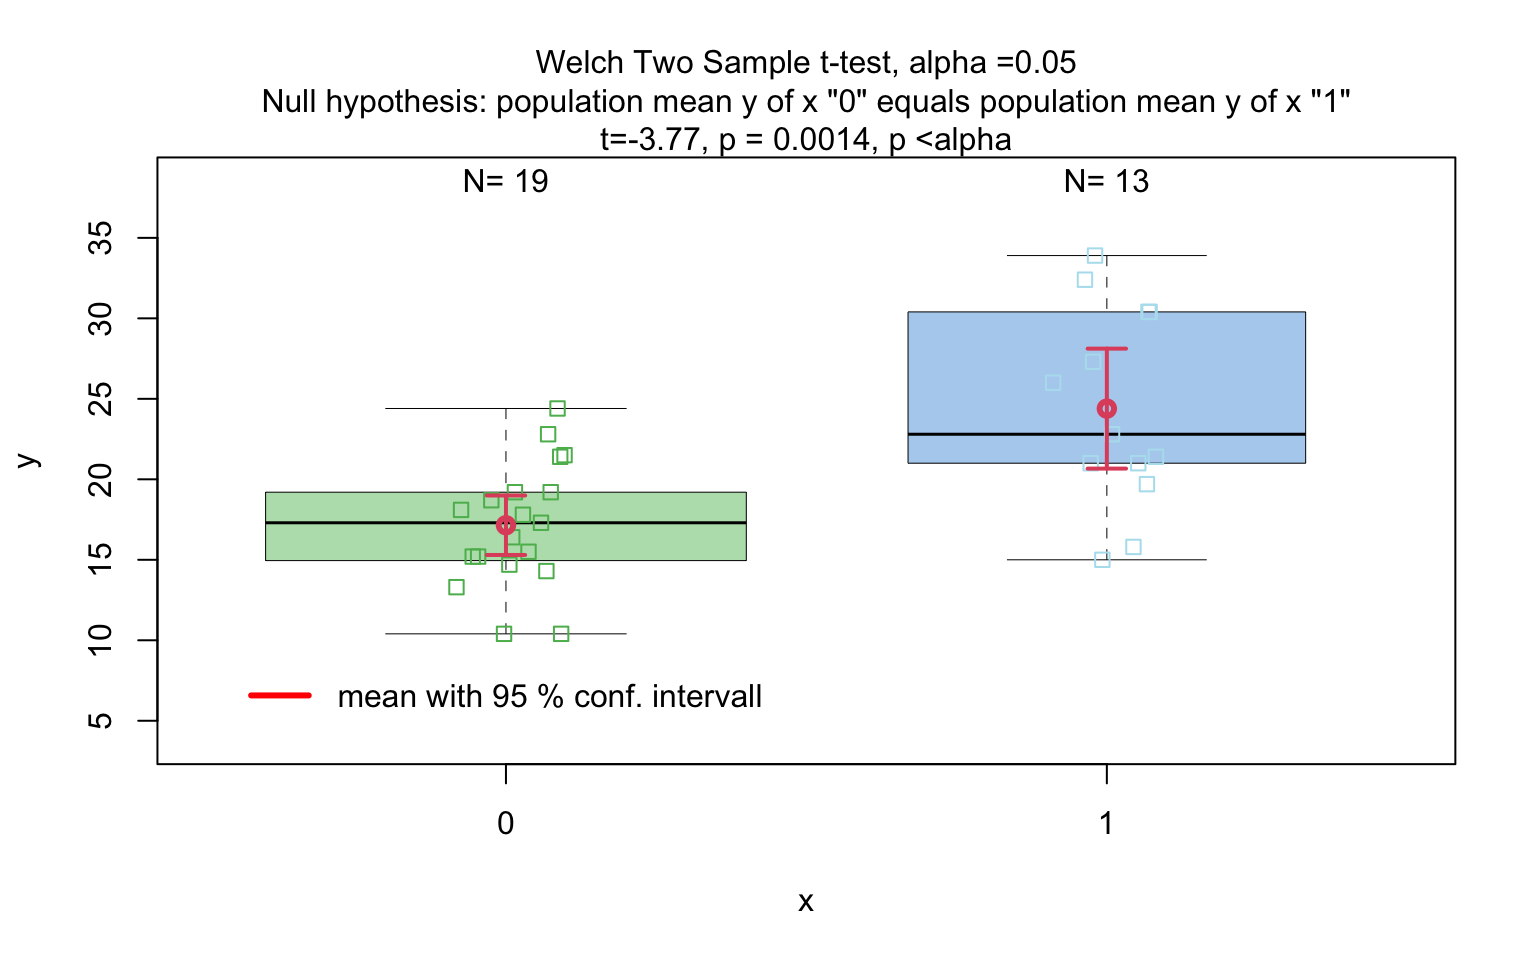 Welch Two Sample t-test, alpha =0.05
Null hypothesis: population mean y of x "0" equals population mean y of x "1"
t=-3.77, p = 0.0014, p <alpha
N= 19
N= 13
35
30
25
20
15
10
5
y
mean with 95 % conf. intervall
0
1
x